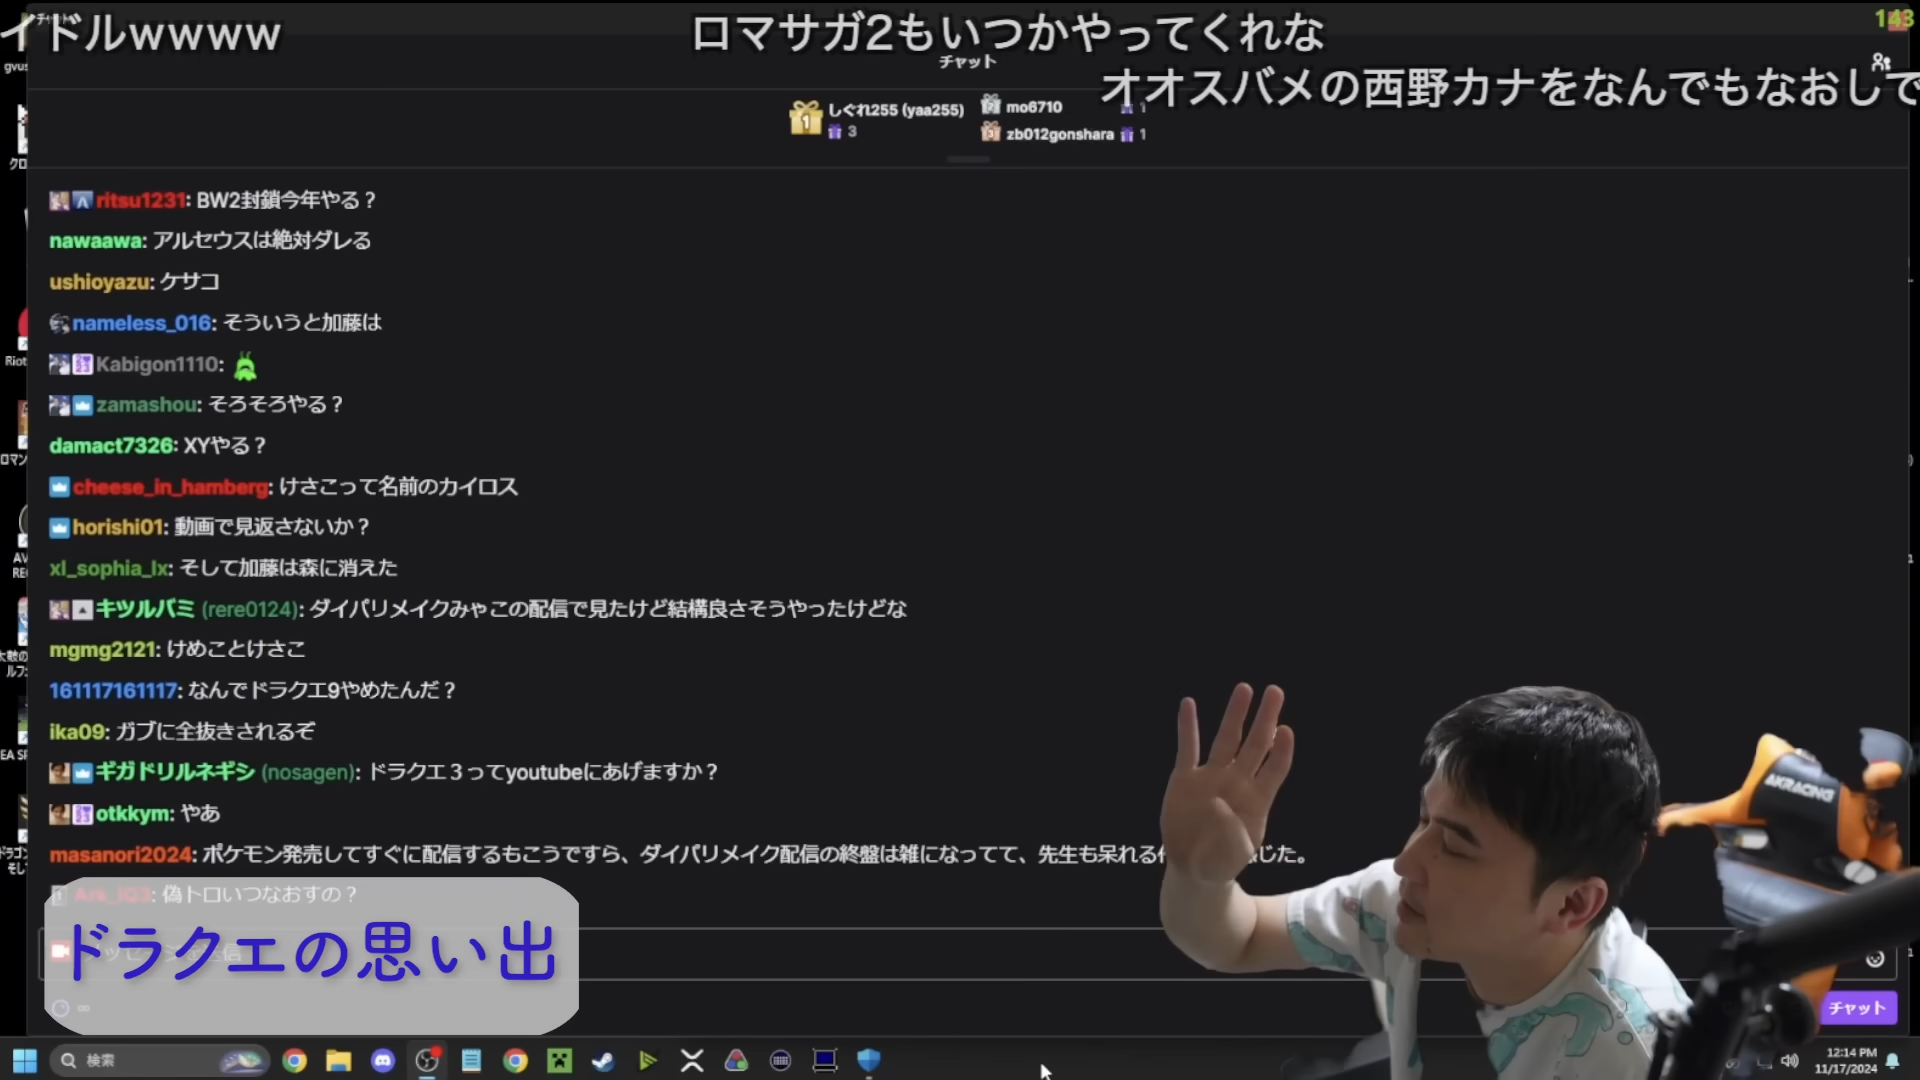 イドルwwww
ロマサガ2もいつかやってくれな
143
チャット
オオスバメの西野カナをなんでもなおしで
しぐれ255 (yaa255)
3
mo6710
1
zb012gonshara
1
ritsu1231: BW2封鎖今年やる？
nawaawa: アルセウスは絶対ダレる
ushioyazu: ケサコ
nameless_016: そういうと加藤は
Kabigon1110:
zamashou: そろそろやる？
damact7326: XYやる？
cheese_in_hamberg: けさこって名前のカイロス
horishi01: 動画で見返さないか？
xl_sophia_lx: そして加藤は森に消えた
キツルバミ (rere0124): ダイパリメイクみゃこの配信で見たけど結構良さそうやったけどな
mgmg2121: けめことけさこ
161117161117: なんでドラクエ9やめたんだ？
ika09: ガブに全抜きされるぞ
ギガドリルネギシ (nosagen): ドラクエ３ってyoutubeにあげますか？
otkkym: やあ
masanori2024: ポケモン発売してすぐに配信するもこうですら、ダイパリメイク配信の終盤は雑になってて、先生も呆れる
じた。
偽トロいつなおすの？
ドラクエの思い出
チャット
AKRACING
検索
12:14 PM
11/17/2024